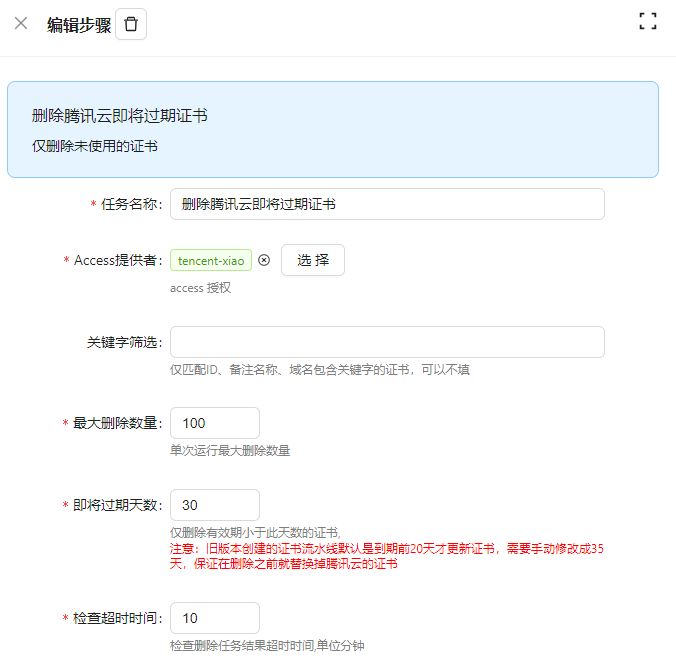 编辑步骤
删除腾讯云即将过期证书
仅删除未使用的证书
* 任务名称: 删除腾讯云即将过期证书
* Access提供者: tencent-xiao 选 择
access 授权
关键字筛选:
仅匹配ID、备注名称、域名包含关键字的证书，可以不填
* 最大删除数量: 100
单次运行最大删除数量
* 即将过期天数: 30
仅删除有效期小于此天数的证书,
注意：旧版本创建的证书流水线默认是到期前20天才更新证书，需要手动修改成35
天，保证在删除之前就替换掉腾讯云的证书
* 检查超时时间: 10
检查删除任务结果超时时间,单位分钟